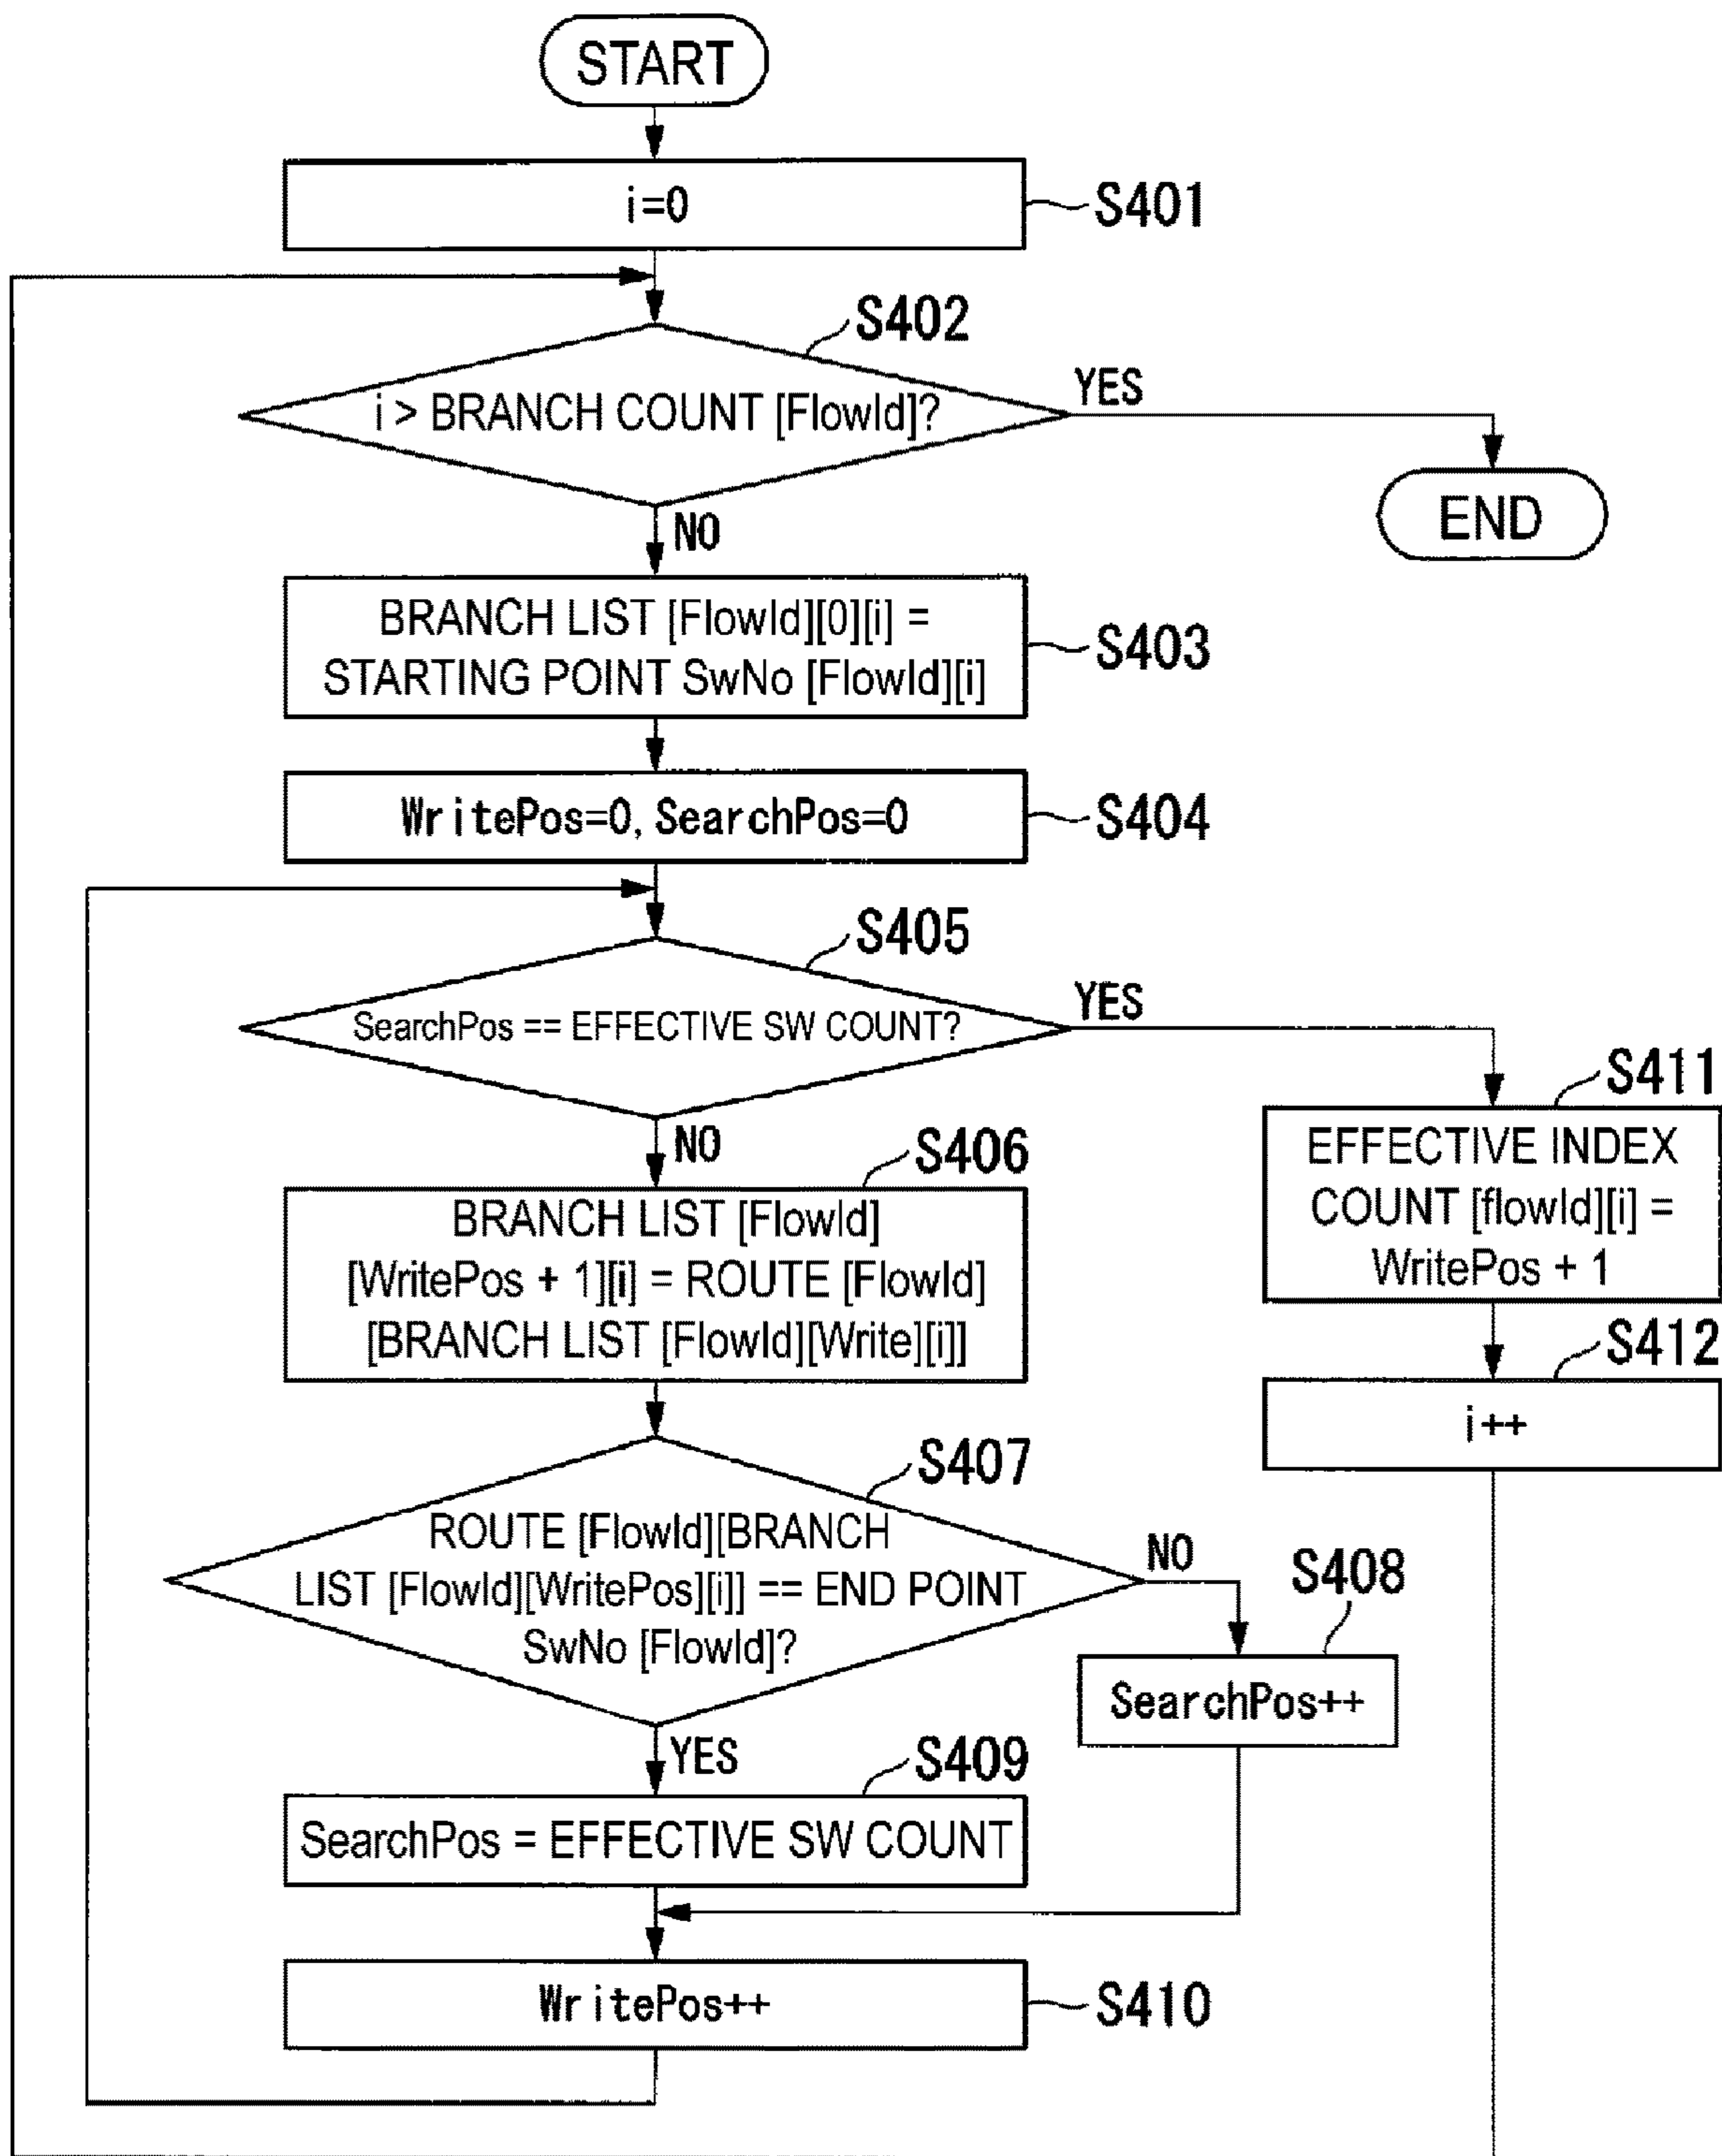 START
i=0
S401
S402
i > BRANCH COUNT [FlowId]?
YES
END
NO
BRANCH LIST [FlowId][0][i] =
STARTING POINT SwNo [FlowId][i]
S403
WritePos=0, SearchPos=0
S404
S405
SearchPos == EFFECTIVE SW COUNT?
YES
S411
EFFECTIVE INDEX
COUNT [flowId][i] =
WritePos + 1
S412
i++
NO
S406
BRANCH LIST [FlowId]
[WritePos + 1][i] = ROUTE [FlowId]
[BRANCH LIST [FlowId][Write][i]]
S407
ROUTE [FlowId][BRANCH
LIST [FlowId][WritePos][i]] == END POINT
SwNo [FlowId]?
NO
S408
SearchPos++
YES
S409
SearchPos = EFFECTIVE SW COUNT
WritePos++
S410